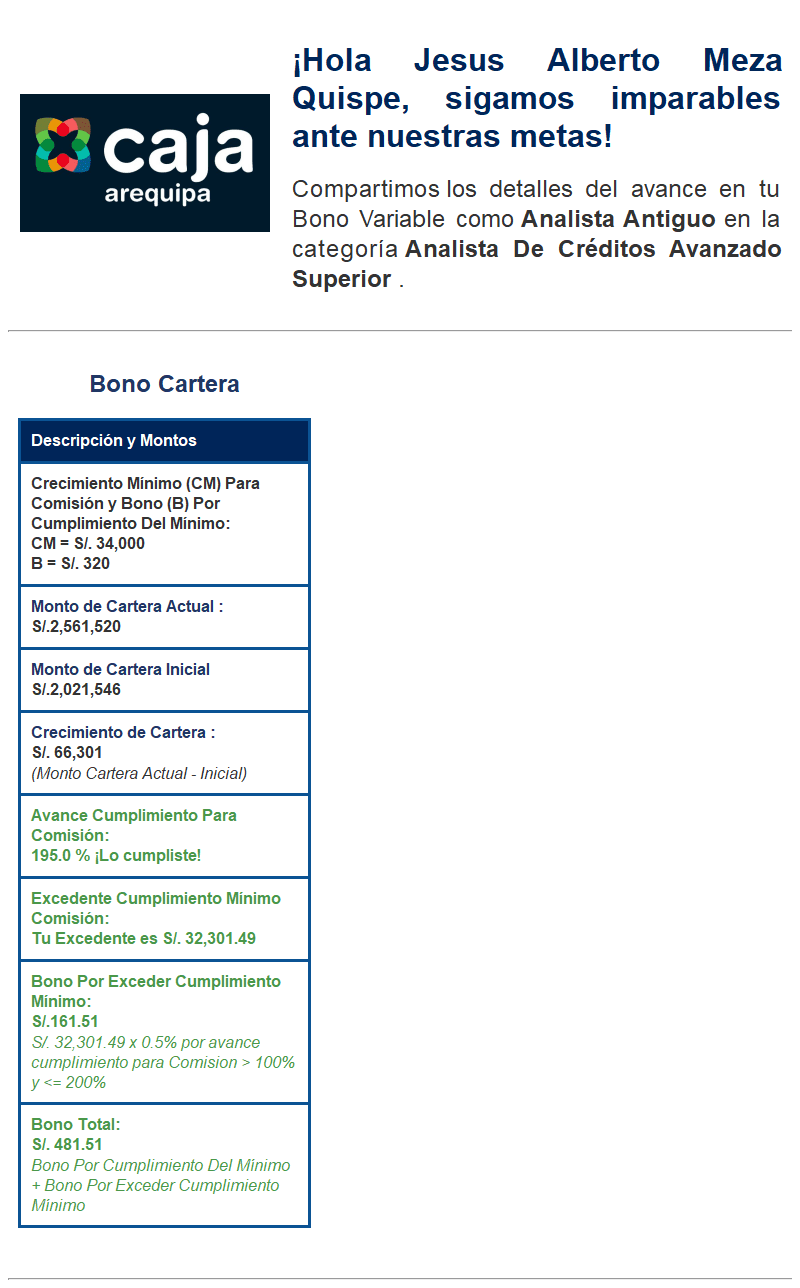 ¡Hola Jesus Alberto Meza
Quispe, sigamos imparables
ante nuestras metas!
caja
arequipa
Compartimos los detalles del avance en tu
Bono Variable como Analista Antiguo en la
categoría Analista De Créditos Avanzado
Superior .
Bono Cartera
Descripción y Montos
Crecimiento Mínimo (CM) Para
Comisión y Bono (B) Por
Cumplimiento Del Mínimo:
CM = S/. 34,000
B = S/. 320
Monto de Cartera Actual :
S/.2,561,520
Monto de Cartera Inicial
S/.2,021,546
Crecimiento de Cartera :
S/. 66,301
(Monto Cartera Actual - Inicial)
Avance Cumplimiento Para
Comisión:
195.0 % ¡Lo cumpliste!
Excedente Cumplimiento Mínimo
Comisión:
Tu Excedente es S/. 32,301.49
Bono Por Exceder Cumplimiento
Mínimo:
S/.161.51
S/. 32,301.49 x 0.5% por avance
cumplimiento para Comision > 100%
y <= 200%
Bono Total:
S/. 481.51
Bono Por Cumplimiento Del Mínimo
+ Bono Por Exceder Cumplimiento
Mínimo